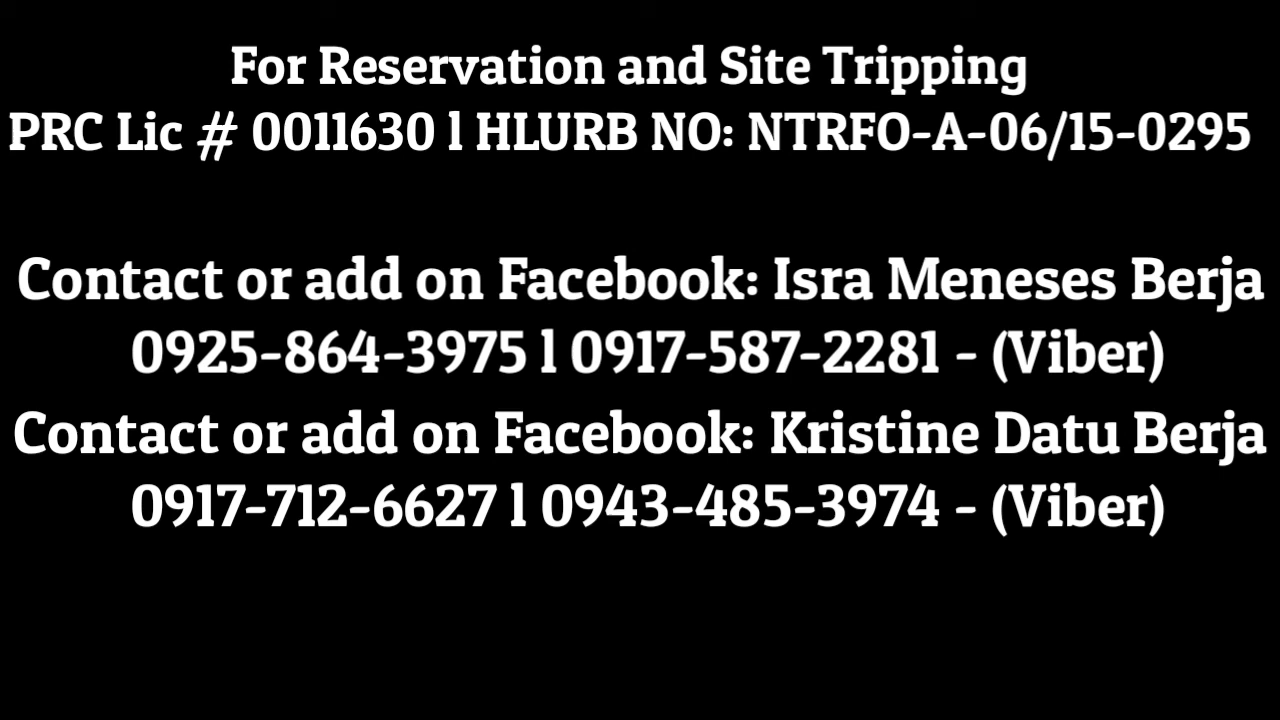 For Reservation and Site Tripping
PRC Lic # 0011630 l HLURB NO: NTRFO-A-06/15-0295
Contact or add on Facebook: Isra Meneses Berja
0925-864-3975 l 0917-587-2281 - (Viber)
Contact or add on Facebook: Kristine Datu Berja
0917-712-6627 l 0943-485-3974 - (Viber)